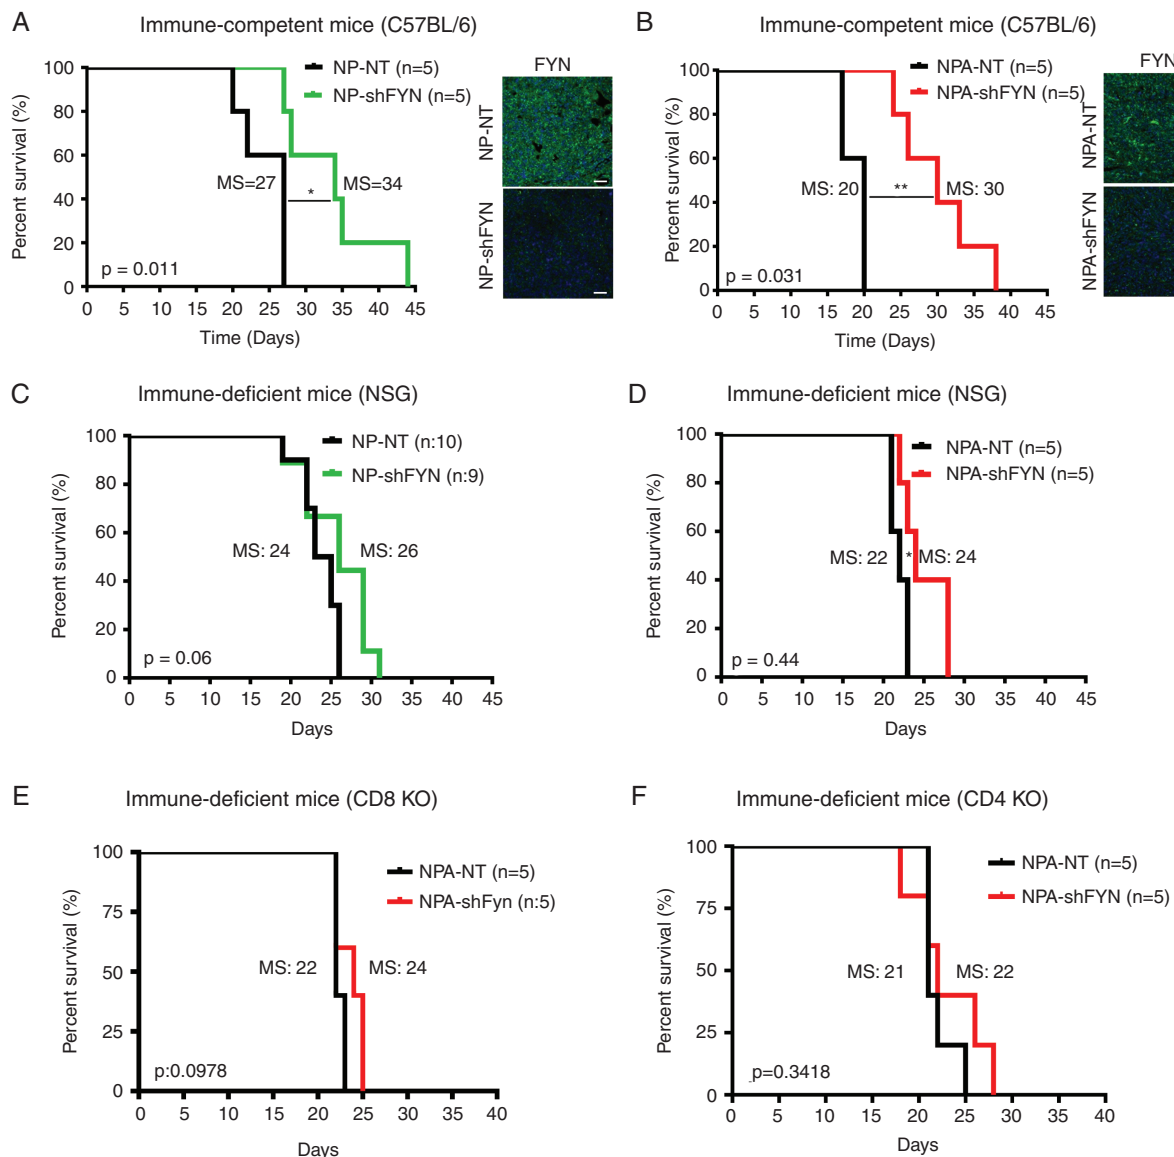 A
Immune-competent mice (C57BL/6)
Percent survival (%)
100
80
60
40
20
0
NP-NT (n=5)
NP-shFYN (n=5)
MS=27
*
MS=34
p = 0.011
0 5 10 15 20 25 30 35 40 45
Time (Days)
FYN
NP-NT
NP-shFYN
B
Immune-competent mice (C57BL/6)
Percent survival (%)
100
80
60
40
20
0
NPA-NT (n=5)
NPA-shFYN (n=5)
MS: 20
**
MS: 30
p = 0.031
0 5 10 15 20 25 30 35 40 45
Time (Days)
FYN
NPA-NT
NPA-shFYN
C
Immune-deficient mice (NSG)
Percent survival (%)
100
80
60
40
20
0
NP-NT (n:10)
NP-shFYN (n:9)
MS: 24
MS: 26
p = 0.06
0 5 10 15 20 25 30 35 40 45
Days
D
Immune-deficient mice (NSG)
Percent survival (%)
100
80
60
40
20
0
NPA-NT (n=5)
NPA-shFYN (n=5)
MS: 22
*
MS: 24
p = 0.44
0 5 10 15 20 25 30 35 40 45
Days
E
Immune-deficient mice (CD8 KO)
Percent survival (%)
100
75
50
25
0
NPA-NT (n=5)
NPA-shFyn (n:5)
MS: 22
MS: 24
p:0.0978
0 5 10 15 20 25 30 35 40
Days
F
Immune-deficient mice (CD4 KO)
Percent survival (%)
100
75
50
25
0
NPA-NT (n=5)
NPA-shFYN (n=5)
MS: 21
MS: 22
p=0.3418
0 5 10 15 20 25 30 35 40
Days